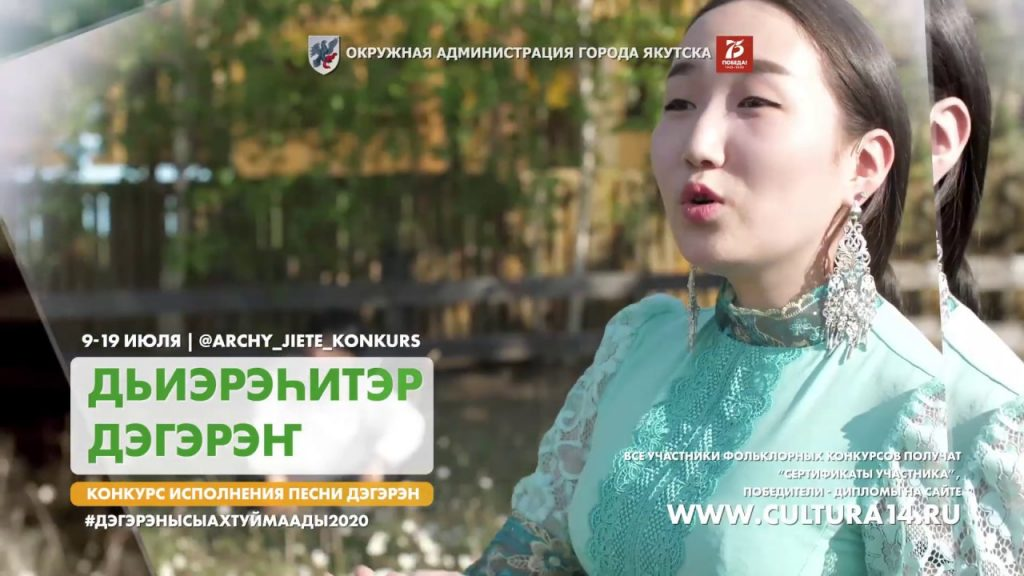 ОКРУЖНАЯ АДМИНИСТРАЦИЯ ГОРОДА ЯКУТСКА
75
ПОБЕДА!
9-19 ИЮЛЯ | @ARCHY_JIETE_KONKURS
ДЬИЭРЭҺИТЭР
ДЭГЭРЭҤ
КОНКУРС ИСПОЛНЕНИЯ ПЕСНИ ДЭГЭРЭН
#ДЭГЭРЭНЫСЫАХТУЙМААДЫ2020
ВСЕ УЧАСТНИКИ ФОЛЬКЛОРНЫХ КОНКУРСОВ ПОЛУЧАТ
"СЕРТИФИКАТЫ УЧАСТНИКА",
ПОБЕДИТЕЛИ - ДИПЛОМЫ НА САЙТЕ
WWW.CULTURA14.RU